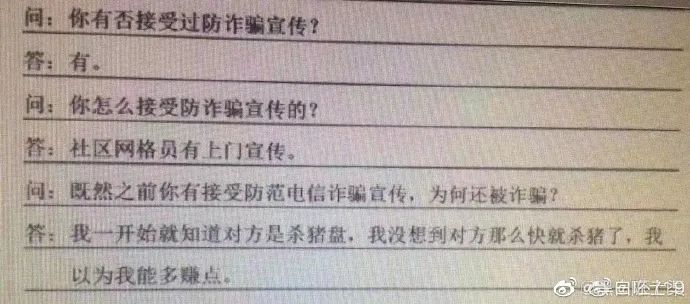 问：你有否接受过防诈骗宣传？
答：有。
问：你怎么接受防诈骗宣传的？
答：社区网格员有上门宣传。
问：既然之前你有接受防范电信诈骗宣传，为何还被诈骗？
答：我一开始就知道对方是杀猪盘，我没想到对方那么快就杀猪了，我
以为我能多赚点。